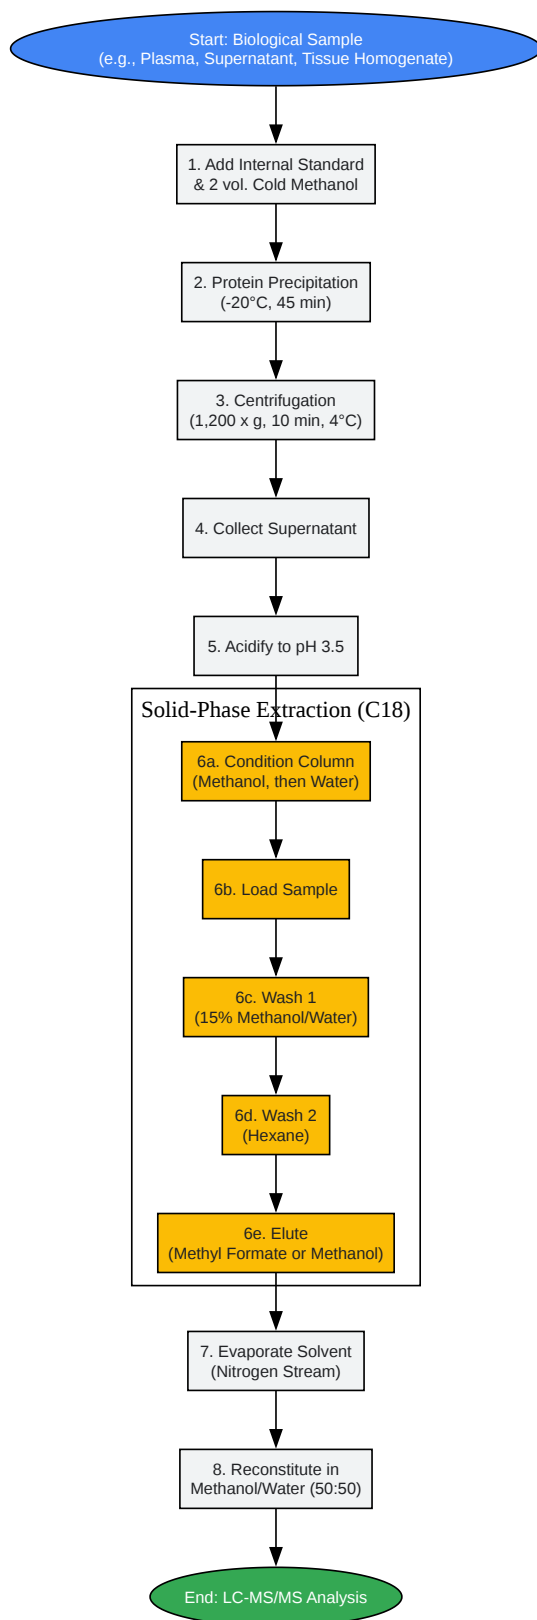 Start: Biological Sample
(e.g., Plasma, Supernatant, Tissue Homogenate)
1. Add Internal Standard
& 2 vol. Cold Methanol
2. Protein Precipitation
(-20°C, 45 min)
3. Centrifugation
(1,200 x g, 10 min, 4°C)
4. Collect Supernatant
5. Acidify to pH 3.5
Solid-Phase Extraction (C18)
6a. Condition Column
(Methanol, then Water)
6b. Load Sample
6c. Wash 1
(15% Methanol/Water)
6d. Wash 2
(Hexane)
6e. Elute
(Methyl Formate or Methanol)
7. Evaporate Solvent
(Nitrogen Stream)
8. Reconstitute in
Methanol/Water (50:50)
End: LC-MS/MS Analysis